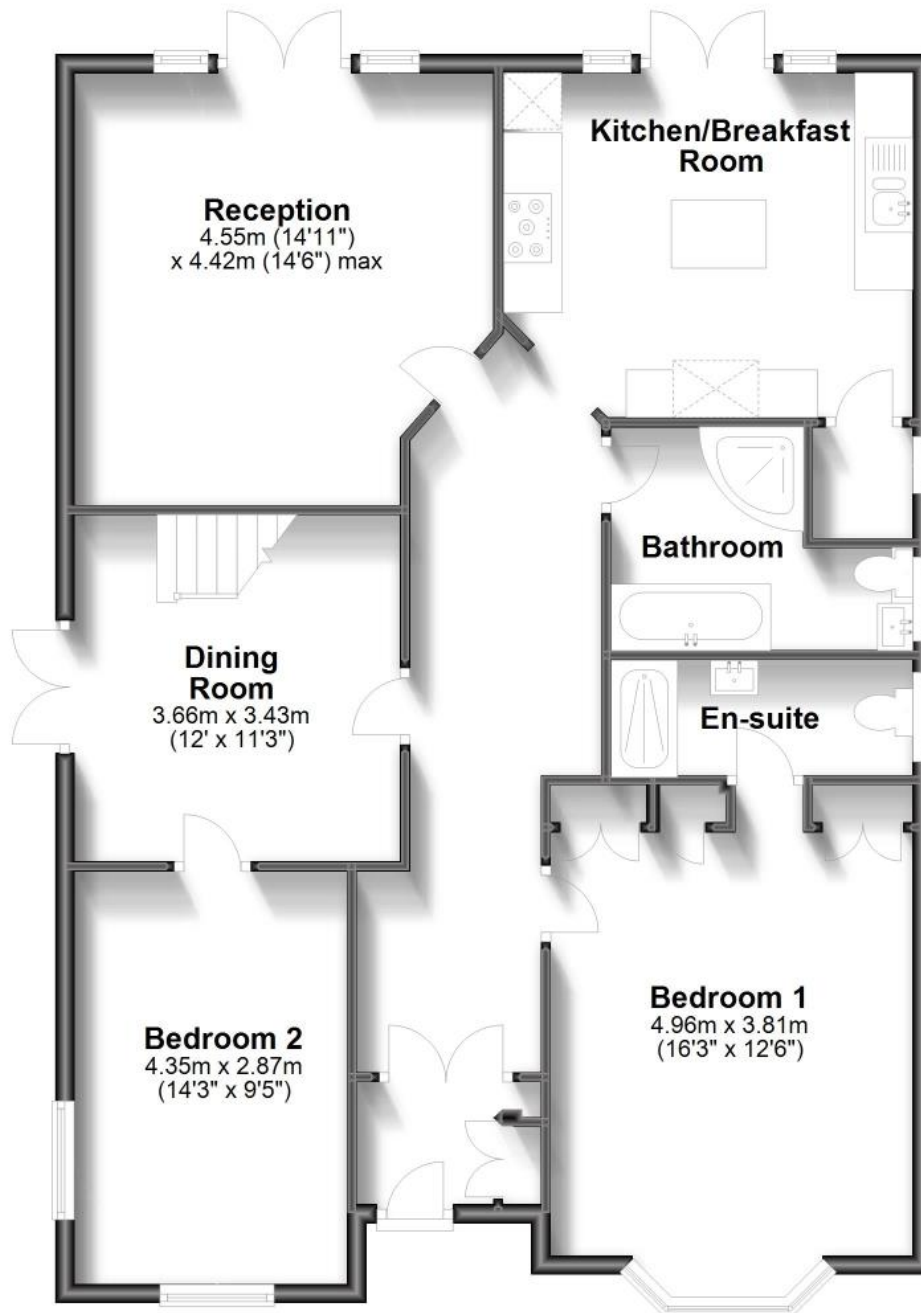 Reception
4.55m (14'11")
x 4.42m (14'6") max
Kitchen/Breakfast
Room
Bathroom
Dining
Room
3.66m x 3.43m
(12' x 11'3")
En-suite
Bedroom 1
4.96m x 3.81m
(16'3" x 12'6")
Bedroom 2
4.35m x 2.87m
(14'3" x 9'5")